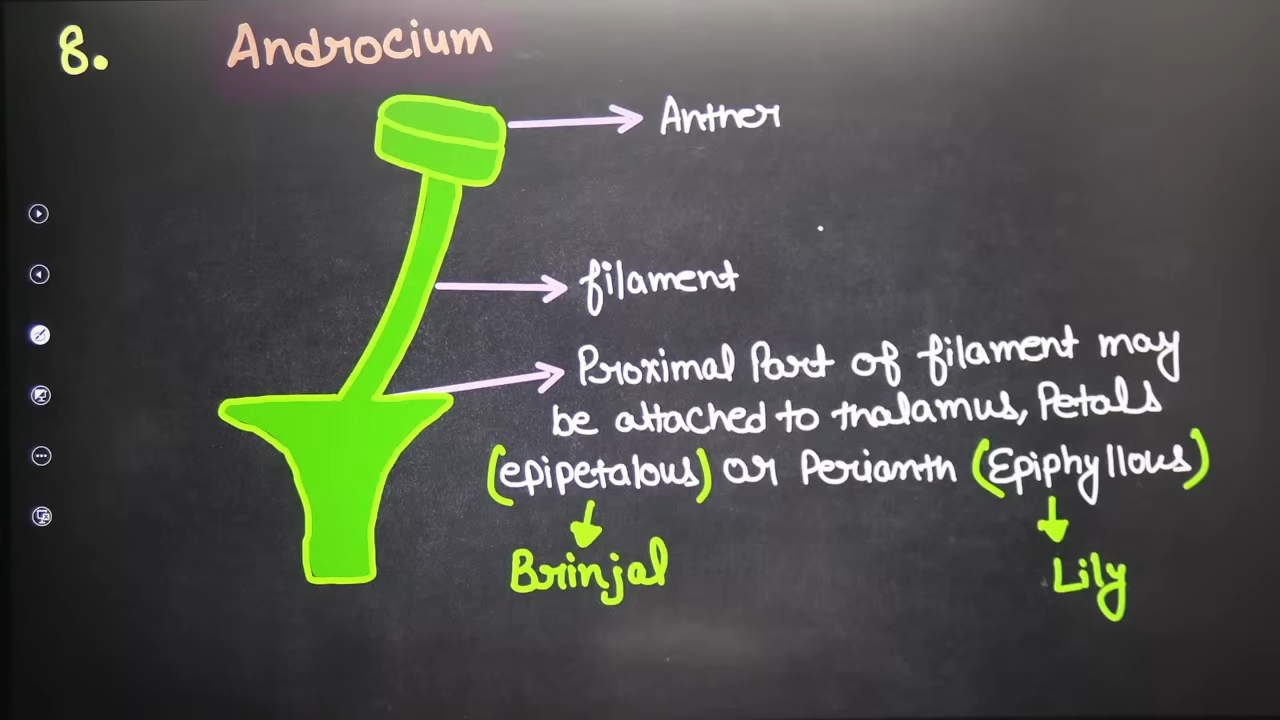 8. Androcium
Anther
filament
Proximal Part of filament may
be attached to thalamus, Petals
(epipetalous) or Perianth (Epiphyllous)
Brinjal
Lily